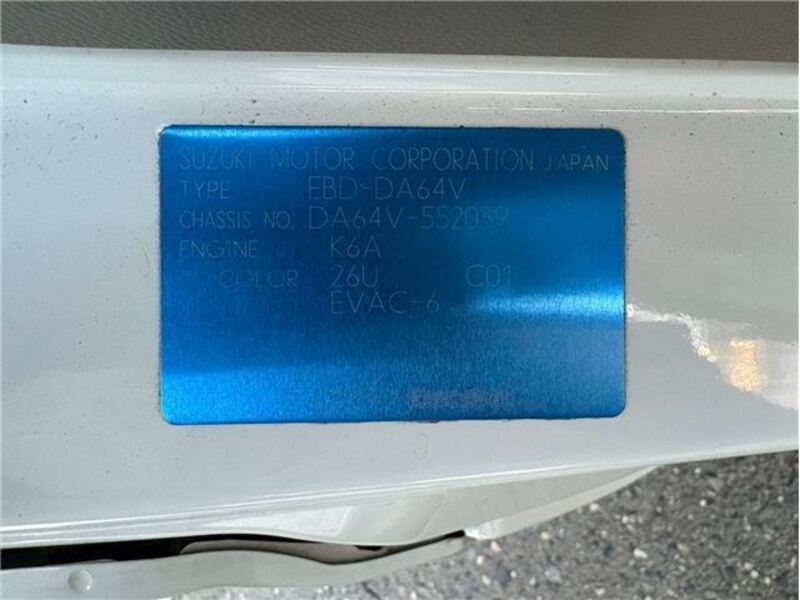 SUZUKI MOTOR CORPORATION JAPAN
TYPE EBD-DA64V
CHASSIS NO. DA64V-552039
ENGINE K6A
COLOR 26U C01
EVAC-6